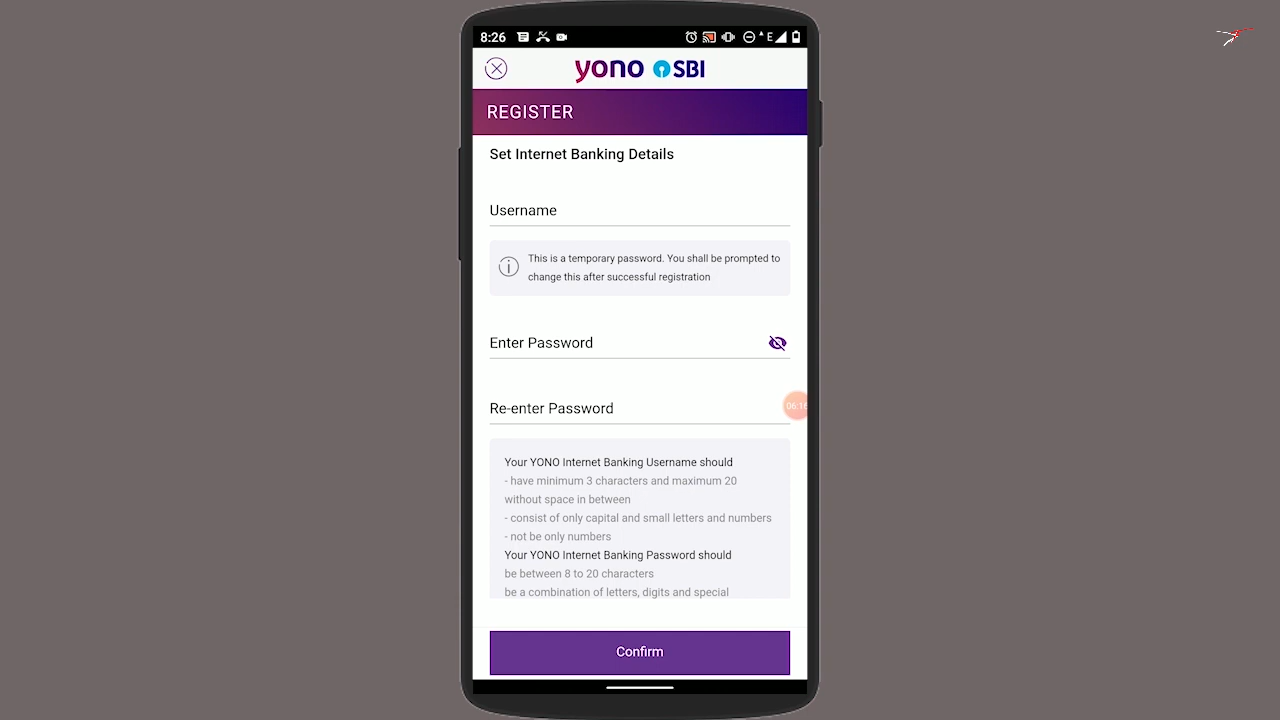 8:26
E
yono SBI
REGISTER
Set Internet Banking Details
Username
This is a temporary password. You shall be prompted to
change this after successful registration
Enter Password
Re-enter Password
06:16
Your YONO Internet Banking Username should
- have minimum 3 characters and maximum 20
without space in between
- consist of only capital and small letters and numbers
- not be only numbers
Your YONO Internet Banking Password should
be between 8 to 20 characters
be a combination of letters, digits and special
Confirm